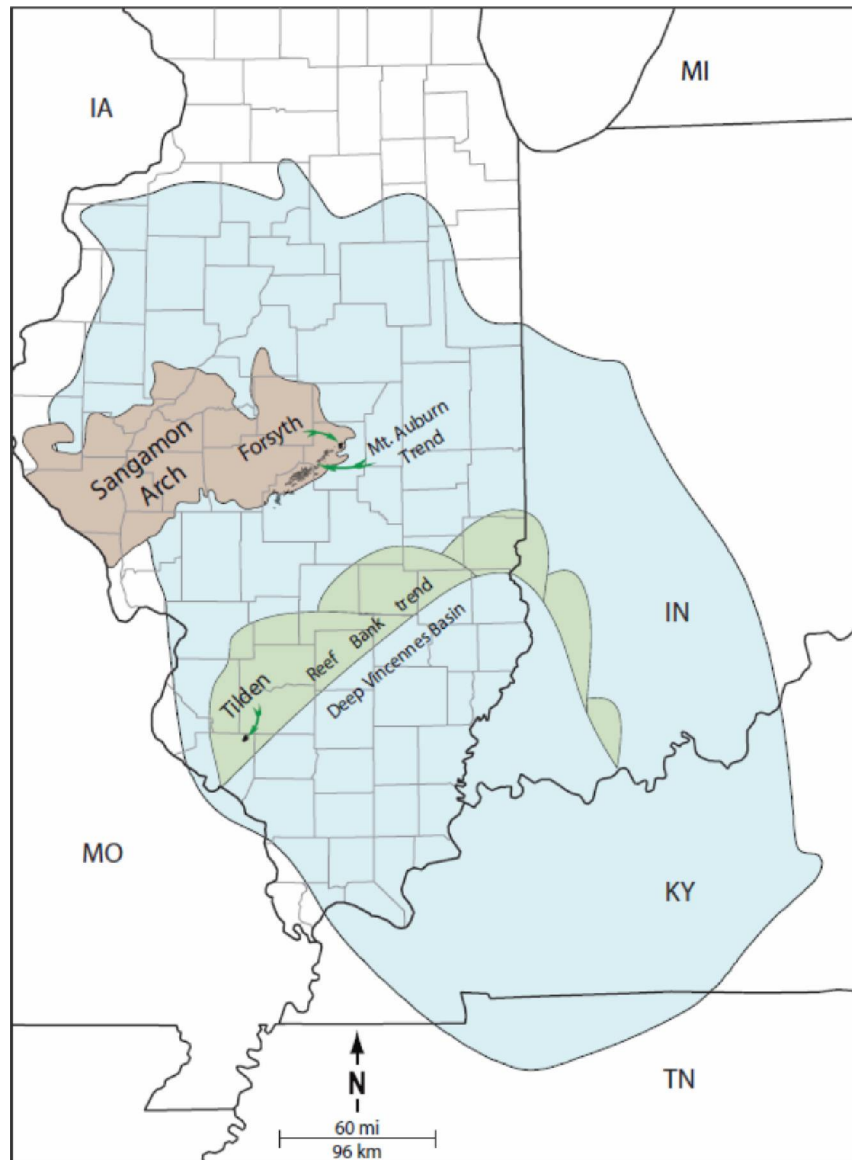 MI
IA
Forsyth
Mt. Auburn
Trend
Sangamon
Arch
IN
Reef Bank trend
Deep Vincennes Basin
Tilden
MO
KY
N
60 mi
96 km
TN